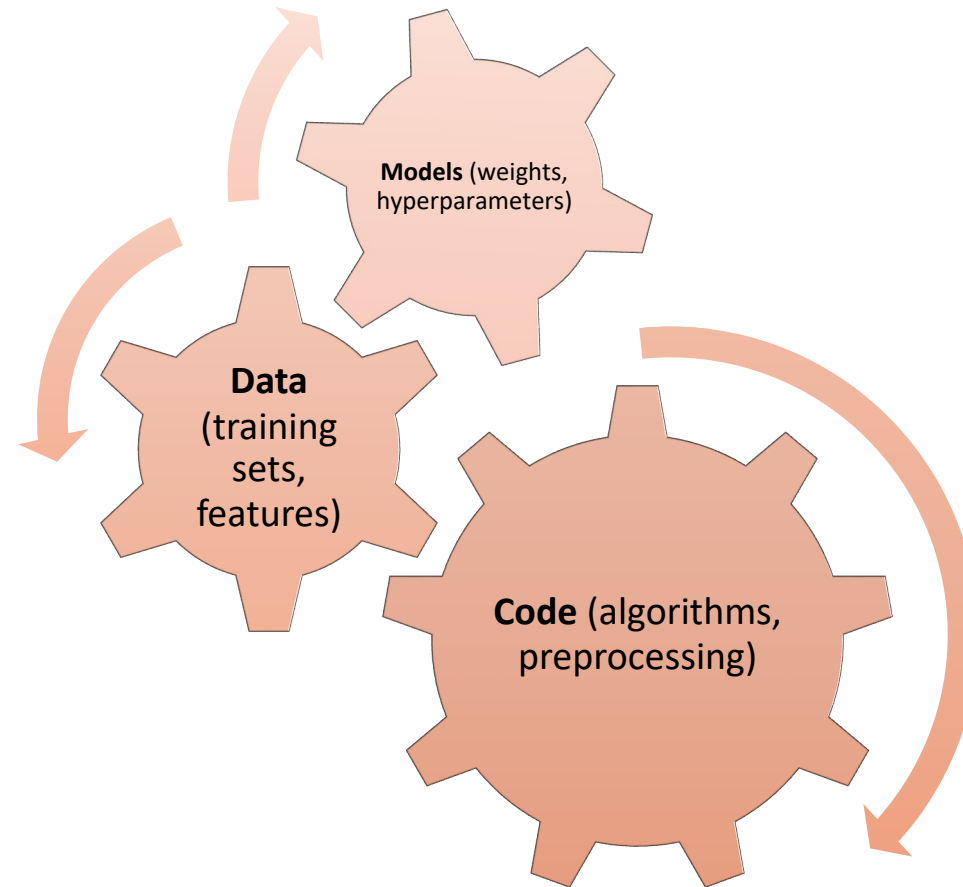 Models (weights,
hyperparameters)
Data
(training
sets,
features)
Code (algorithms,
preprocessing)